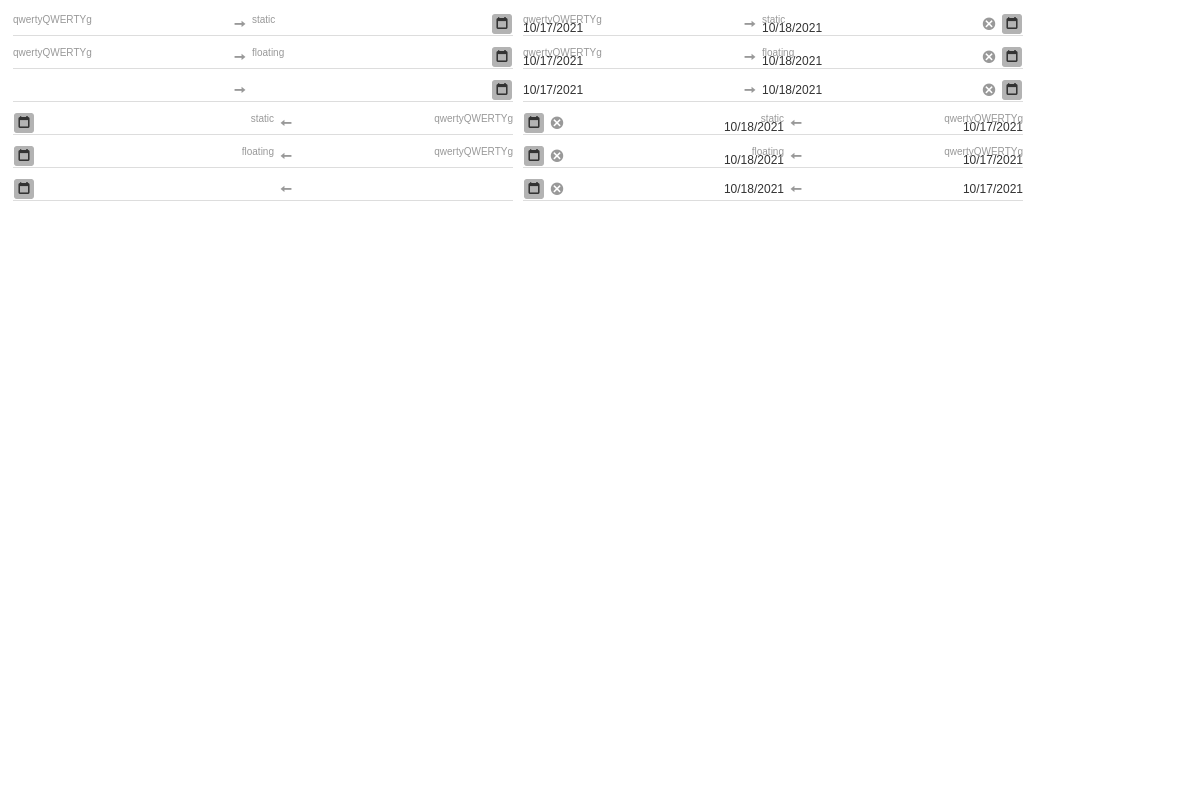 qwertyQWERTYg static qwertyQWERTYg static
10/17/2021 10/18/2021
qwertyQWERTYg floating qwertyQWERTYg floating
10/17/2021 10/18/2021
10/17/2021 10/18/2021
static qwertyQWERTYg static qwertyQWERTYg
10/18/2021 10/17/2021
floating qwertyQWERTYg floating qwertyQWERTYg
10/18/2021 10/17/2021
10/18/2021 10/17/2021